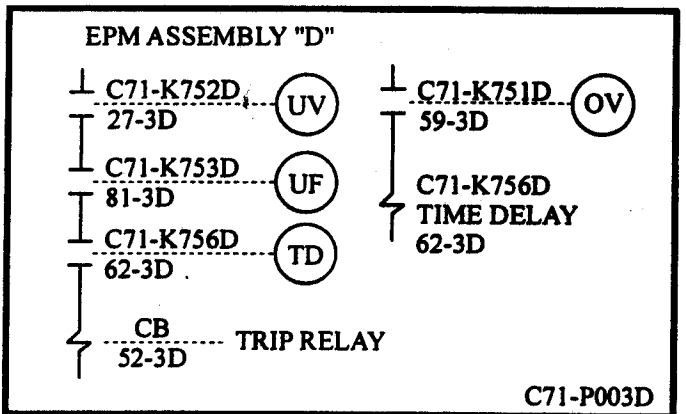 EPM ASSEMBLY "D"
C71-K752D
27-3D
UV
C71-K753D
81-3D
UF
C71-K756D
62-3D
TD
CB
52-3D
TRIP RELAY
C71-K751D
59-3D
OV
C71-K756D
TIME DELAY
62-3D
C71-P003D